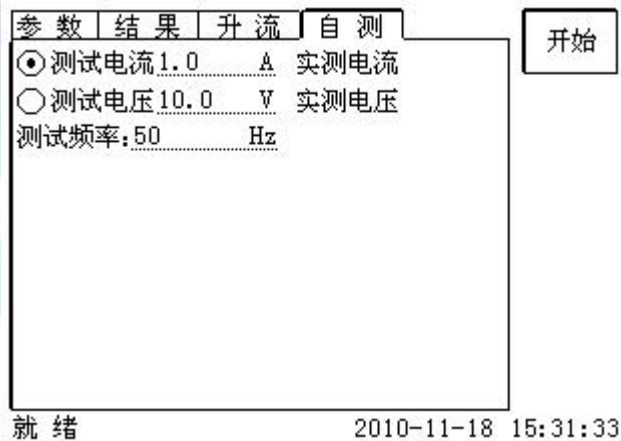 参 数 结 果 升 流 自 测 开始
测试电流1.0 A 实测电流
测试电压10.0 V 实测电压
测试频率:50 Hz
就 绪 2010-11-18 15:31:33